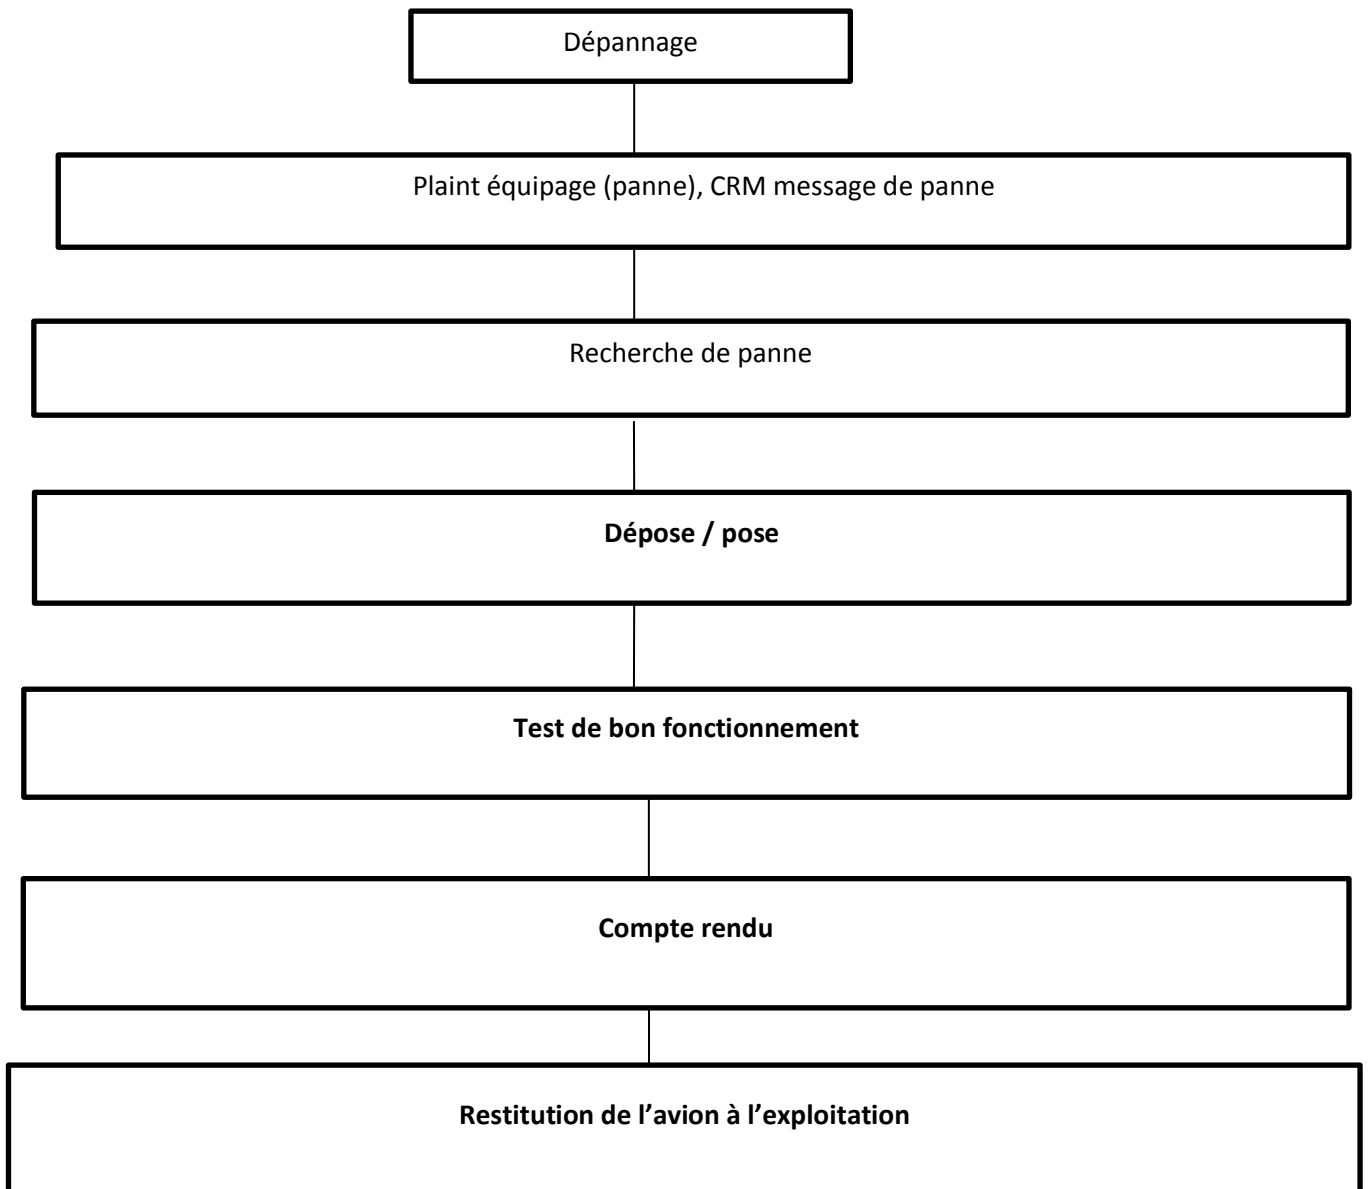 Dépannage
Plaint équipage (panne), CRM message de panne
Recherche de panne
Dépose / pose
Test de bon fonctionnement
Compte rendu
Restitution de l’avion à l’exploitation